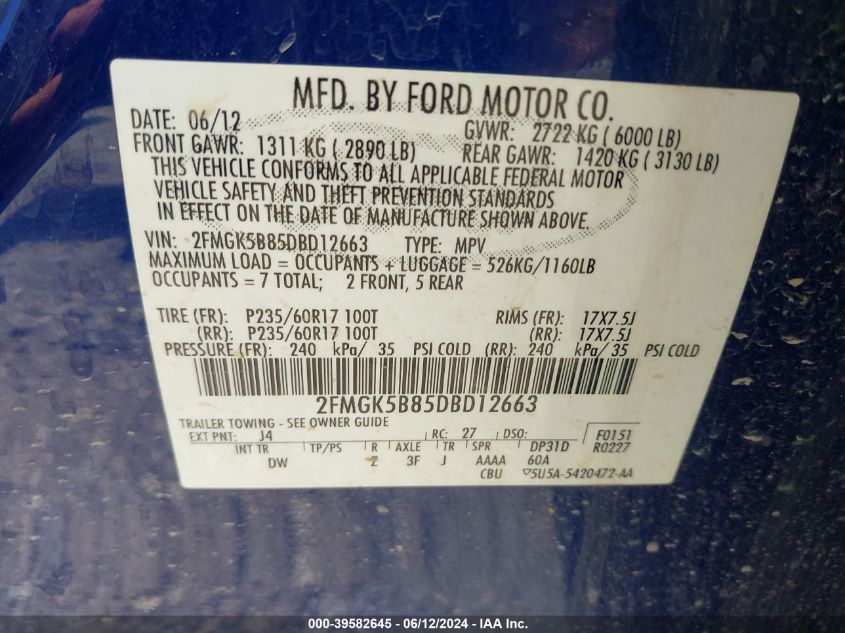 MFD. BY FORD MOTOR CO.
DATE: 06/12 GVWR: 2722 KG ( 6000 LB)
FRONT GAWR: 1311 KG ( 2890 LB) REAR GAWR: 1420 KG ( 3130 LB)
THIS VEHICLE CONFORMS TO ALL APPLICABLE FEDERAL MOTOR
VEHICLE SAFETY AND THEFT PREVENTION STANDARDS
IN EFFECT ON THE DATE OF MANUFACTURE SHOWN ABOVE.
VIN: 2FMGK5B85DBD12663 TYPE: MPV
MAXIMUM LOAD = OCCUPANTS + LUGGAGE = 526KG/1160LB
OCCUPANTS = 7 TOTAL; 2 FRONT, 5 REAR
TIRE (FR): P235/60R17 100T RIMS (FR): 17X7.5J
(RR): P235/60R17 100T (RR): 17X7.5J
PRESSURE (FR): 240 kPa/ 35 PSI COLD (RR): 240 kPa/ 35 PSI COLD
2FMGK5B85DBD12663
TRAILER TOWING - SEE OWNER GUIDE
EXT PNT: J4 RC: 27 DSO: F0151
INT TR TP/PS R AXLE TR SPR DP31D R0227
DW Z 3F J AAAA 60A
CBU 5U5A-5420472-AA
000-39582645 - 06/12/2024 - IAA Inc.